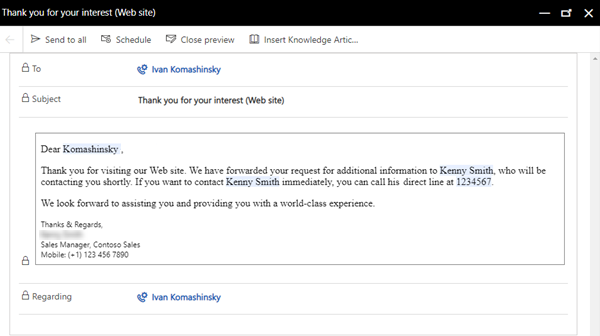 Thank you for your interest (Web site)
Send to all Schedule Close preview Insert Knowledge Artic...
To Ivan Komashinsky
Subject Thank you for your interest (Web site)
Dear Komashinsky ,
Thank you for visiting our Web site. We have forwarded your request for additional information to Kenny Smith, who will be
contacting you shortly. If you want to contact Kenny Smith immediately, you can call his direct line at 1234567.
We look forward to assisting you and providing you with a world-class experience.
Thanks & Regards,
Sales Manager, Contoso Sales
Mobile: (+1) 123 456 7890
Regarding Ivan Komashinsky